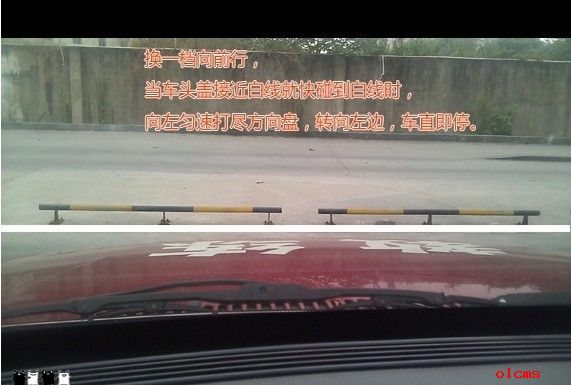 换一档向前行，
当车头盖接近白线就快碰到白线时，
向左匀速打尽方向盘，转向左边，车直即停。
olcms